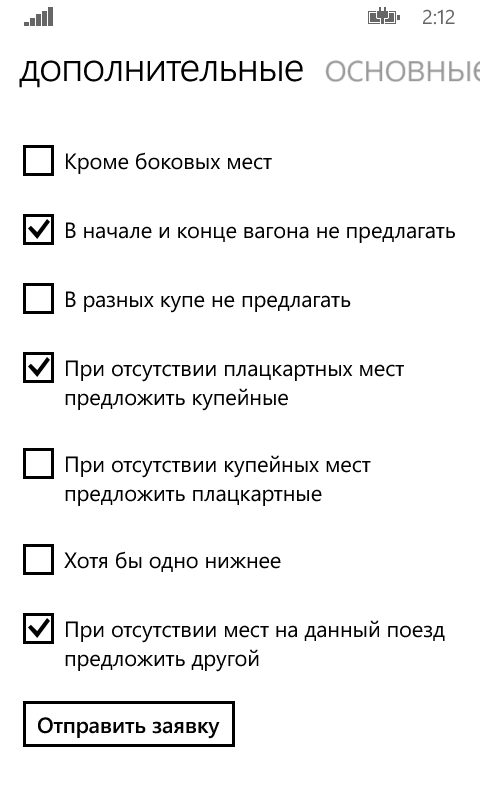 2:12
дополнительные основные
Кроме боковых мест
В начале и конце вагона не предлагать
В разных купе не предлагать
При отсутствии плацкартных мест
предложить купейные
При отсутствии купейных мест
предложить плацкартные
Хотя бы одно нижнее
При отсутствии мест на данный поезд
предложить другой
Отправить заявку